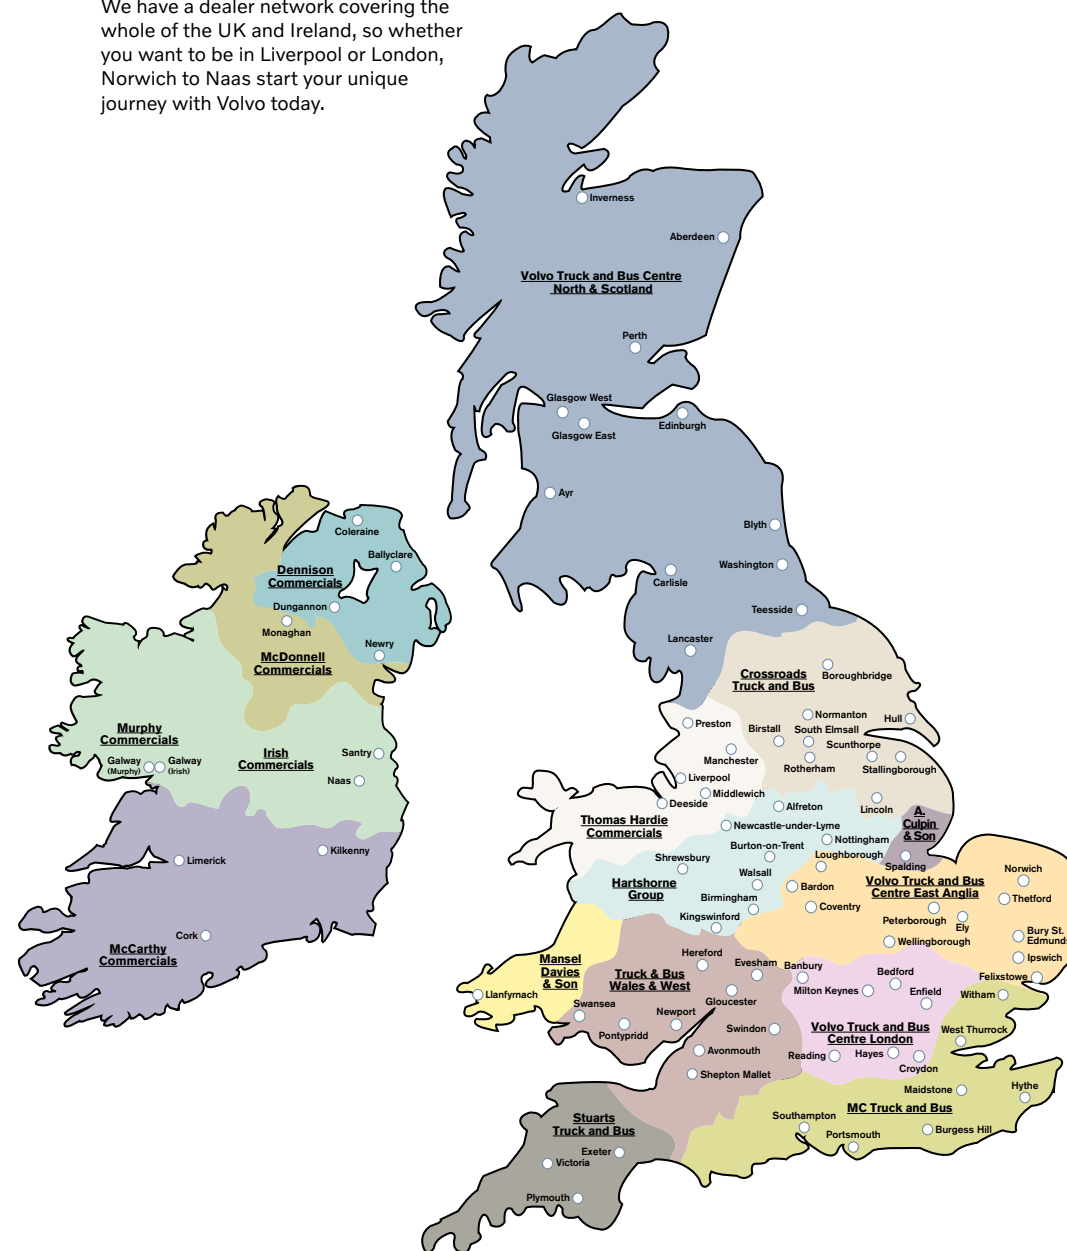 We have a dealer network covering the
whole of the UK and Ireland, so whether
you want to be in Liverpool or London,
Norwich to Naas start your unique
journey with Volvo today.
Inverness
Aberdeen
Volvo Truck and Bus Centre
North & Scotland
Perth
Glasgow West
Glasgow East
Edinburgh
Ayr
Blyth
Washington
Carlisle
Teesside
Lancaster
Coleraine
Ballyclare
Dennison
Commercials
Dungannon
Monaghan
Newry
McDonnell
Commercials
Murphy
Commercials
Galway
(Murphy)
Galway
(Irish)
Irish
Commercials
Santry
Naas
Limerick
Kilkenny
Cork
McCarthy
Commercials
Crossroads
Truck and Bus
Boroughbridge
Normanton
Hull
Birstall
South Elmsall
Scunthorpe
Rotherham
Stallingborough
Lincoln
Preston
Manchester
Liverpool
Middlewich
Deeside
Thomas Hardie
Commercials
A.
Culpin
& Son
Spalding
Alfreton
Newcastle-under-Lyme
Nottingham
Burton-on-Trent
Loughborough
Shrewsbury
Walsall
Hartshorne
Group
Birmingham
Kingswinford
Bardon
Coventry
Volvo Truck and Bus
Centre East Anglia
Norwich
Thetford
Peterborough
Ely
Bury St.
Edmunds
Wellingborough
Ipswich
Felixstowe
Mansel
Davies
& Son
Llanfyrnach
Truck & Bus
Wales & West
Hereford
Evesham
Gloucester
Swansea
Pontypridd
Newport
Swindon
Avonmouth
Shepton Mallet
Banbury
Milton Keynes
Bedford
Enfield
Volvo Truck and Bus
Centre London
Reading
Hayes
Croydon
Witham
West Thurrock
Maidstone
Hythe
MC Truck and Bus
Southampton
Portsmouth
Burgess Hill
Stuarts
Truck and Bus
Exeter
Victoria
Plymouth